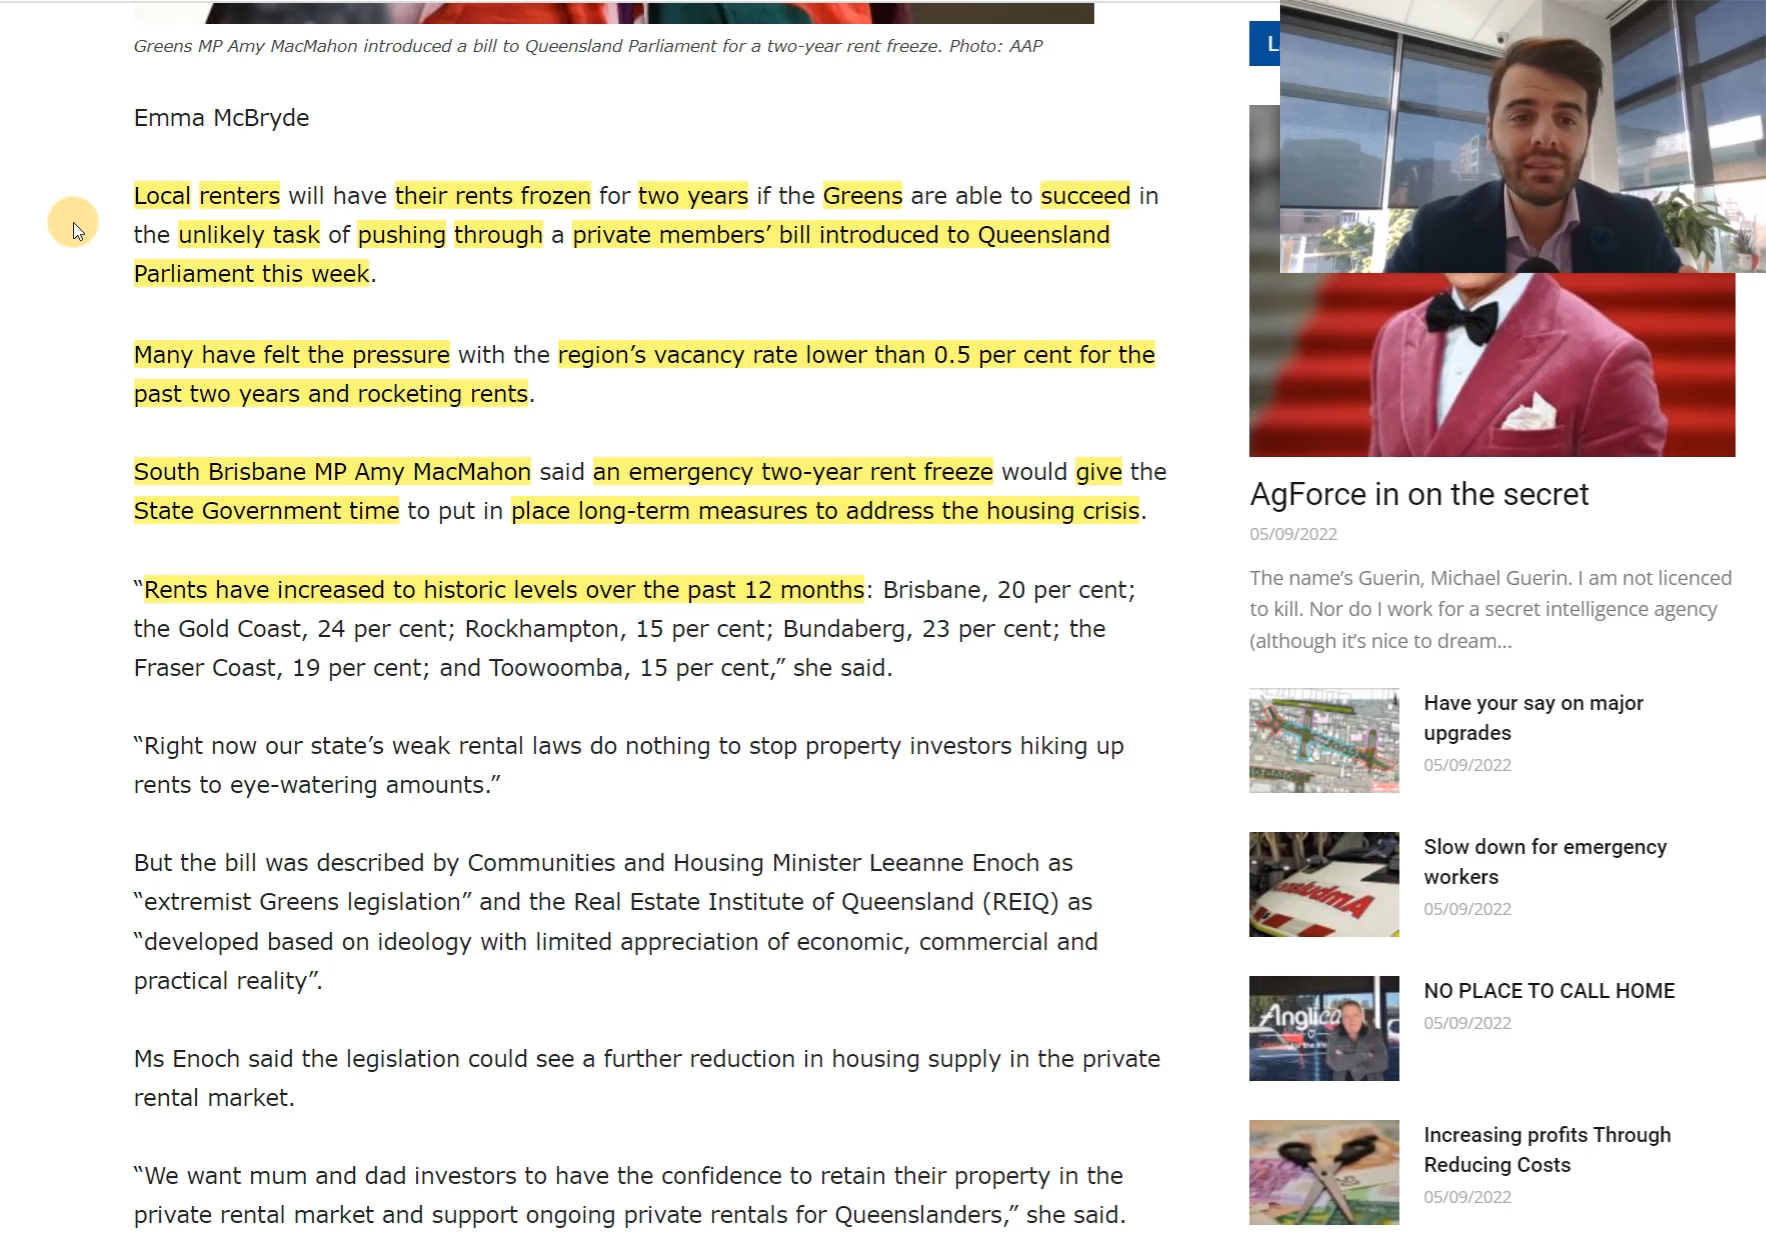 Greens MP Amy MacMahon introduced a bill to Queensland Parliament for a two-year rent freeze. Photo: AAP
Emma McBryde
Local renters will have their rents frozen for two years if the Greens are able to succeed in
the unlikely task of pushing through a private members’ bill introduced to Queensland
Parliament this week.
Many have felt the pressure with the region’s vacancy rate lower than 0.5 per cent for the
past two years and rocketing rents.
South Brisbane MP Amy MacMahon said an emergency two-year rent freeze would give the
State Government time to put in place long-term measures to address the housing crisis.
“Rents have increased to historic levels over the past 12 months: Brisbane, 20 per cent;
the Gold Coast, 24 per cent; Rockhampton, 15 per cent; Bundaberg, 23 per cent; the
Fraser Coast, 19 per cent; and Toowoomba, 15 per cent,” she said.
“Right now our state’s weak rental laws do nothing to stop property investors hiking up
rents to eye-watering amounts.”
But the bill was described by Communities and Housing Minister Leeanne Enoch as
“extremist Greens legislation” and the Real Estate Institute of Queensland (REIQ) as
“developed based on ideology with limited appreciation of economic, commercial and
practical reality”.
Ms Enoch said the legislation could see a further reduction in housing supply in the private
rental market.
“We want mum and dad investors to have the confidence to retain their property in the
private rental market and support ongoing private rentals for Queenslanders,” she said.
AgForce in on the secret
05/09/2022
The name’s Guerin, Michael Guerin. I am not licenced
to kill. Nor do I work for a secret intelligence agency
(although it’s nice to dream...
Have your say on major
upgrades
05/09/2022
Slow down for emergency
workers
05/09/2022
Anglica
NO PLACE TO CALL HOME
05/09/2022
Increasing profits Through
Reducing Costs
05/09/2022